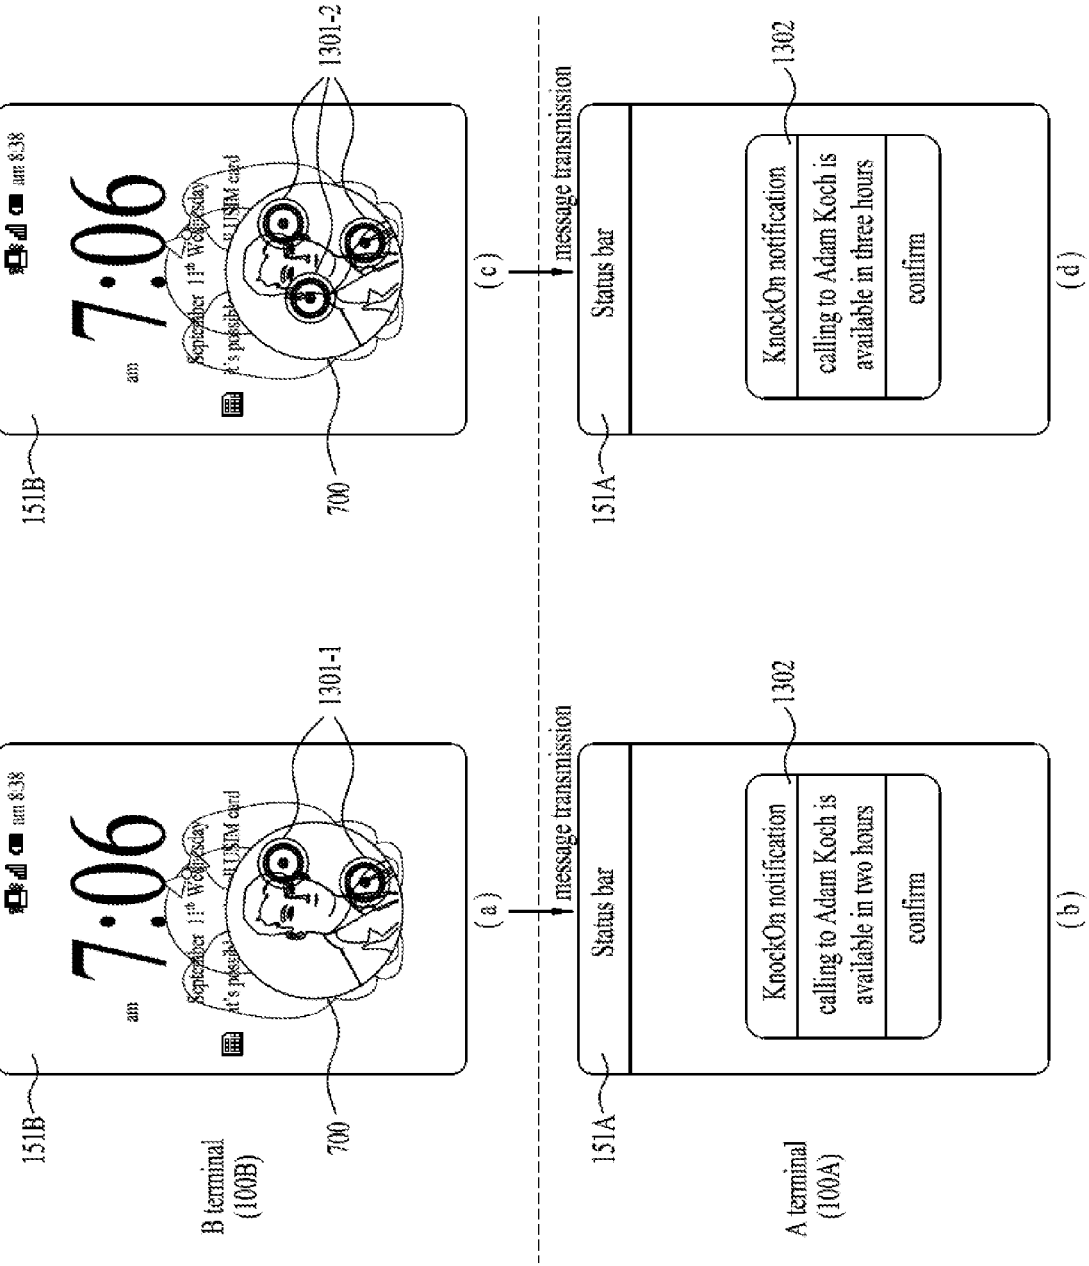 B terminal
(100B)
151B
am 8:38
am
7:06
September 11th Wednesday
it's possibl
USIM card
700
1301-1
(a)
151B
am 8:38
am
7:06
September 11th Wednesday
it's possible
USIM card
700
1301-2
(c)
message transmission
message transmission
A terminal
(100A)
151A
Status bar
KnockOn notification
calling to Adam Koch is
available in two hours
confirm
1302
(b)
151A
Status bar
KnockOn notification
calling to Adam Koch is
available in three hours
confirm
1302
(d)